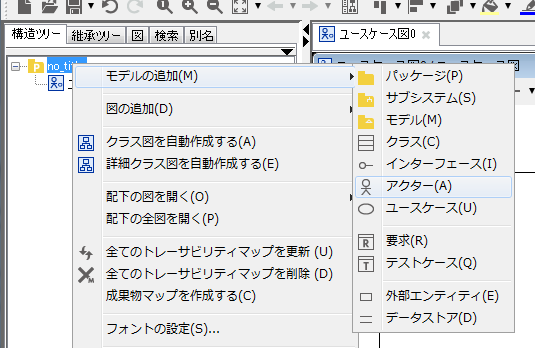 構造ツリー 継承ツリー 図 検索 別名
ユースケース図0
no_title
モデルの追加(M)
図の追加(D)
クラス図を自動作成する(A)
詳細クラス図を自動作成する(E)
配下の図を開く(O)
配下の全図を開く(P)
全てのトレーサビリティマップを更新 (U)
全てのトレーサビリティマップを削除 (D)
成果物マップを作成する(C)
フォントの設定(S)...
パッケージ(P)
サブシステム(S)
モデル(M)
クラス(C)
インターフェース(I)
アクター(A)
ユースケース(U)
要求(R)
テストケース(Q)
外部エンティティ(E)
データストア(D)